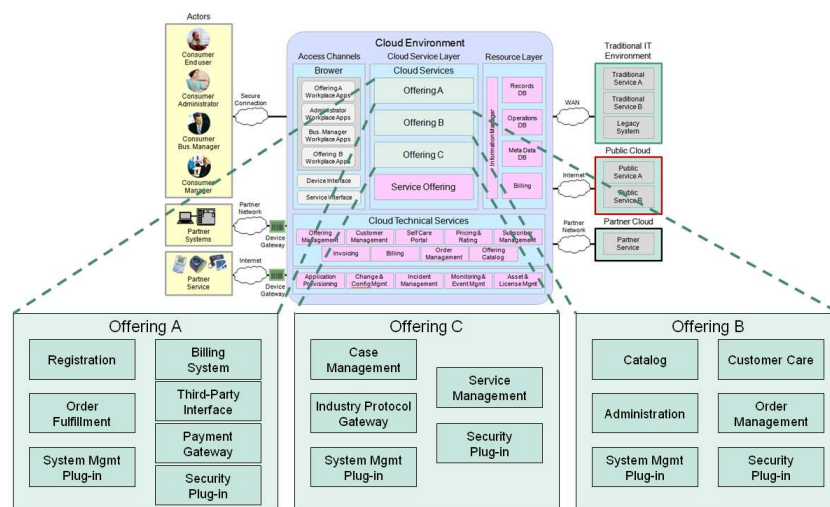 Actors
Consumer
End user
Consumer
Administrator
Consumer
Bus. Manager
Consumer
Manager
Partner
Systems
Partner
Service
Secure
Connection
Partner
Network
Device
Gateway
Internet
Device
Gateway
Cloud Environment
Access Channels
Brower
Offering A
Workplace Apps
Administrator
Workplace Apps
Bus. Manager
Workplace Apps
Offering B
Workplace Apps
Device Interface
Service Interface
Cloud Service Layer
Cloud Services
Offering A
Offering B
Offering C
Service Offering
Resource Layer
Information Manager
Records
DB
Operations
DB
Meta Data
DB
Billing
Cloud Technical Services
Offering
Management
Customer
Management
Self Care
Portal
Pricing &
Rating
Subscriber
Management
Invoicing
Billing
Order
Management
Offering
Catalog
Application
Provisioning
Change &
Config Mgmt
Incident
Management
Monitoring &
Event Mgmt
Asset &
License Mgmt
WAN
Internet
Partner
Network
Traditional IT
Environment
Traditional
Service A
Traditional
Service B
Legacy
System
Public Cloud
Public
Service A
Public
Service B
Partner Cloud
Partner
Service
Offering A
Registration
Order
Fulfillment
System Mgmt
Plug-in
Billing
System
Third-Party
Interface
Payment
Gateway
Security
Plug-in
Offering C
Case
Management
Industry Protocol
Gateway
System Mgmt
Plug-in
Service
Management
Security
Plug-in
Offering B
Catalog
Customer Care
Administration
Order
Management
System Mgmt
Plug-in
Security
Plug-in